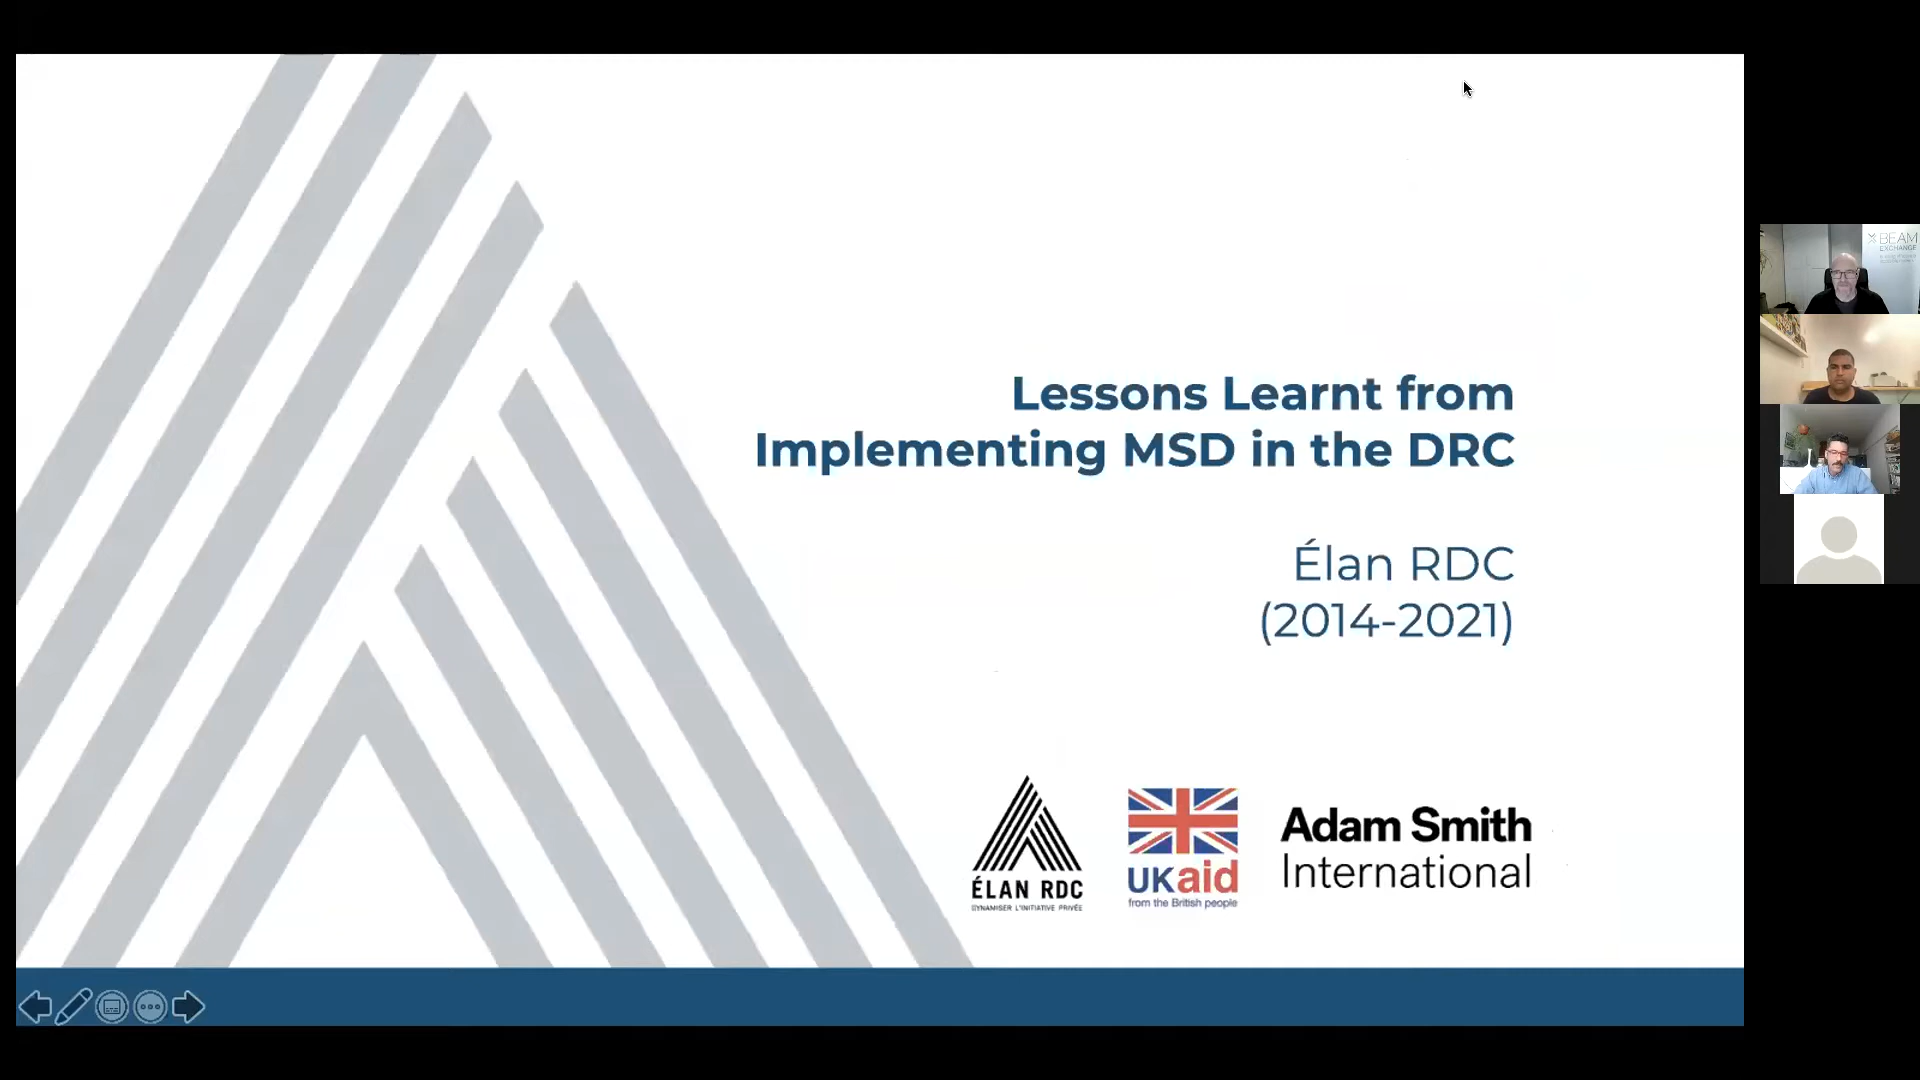 Lessons Learnt from
Implementing MSD in the DRC
Élan RDC
(2014-2021)
ÉLAN RDC
DYNAMISER L'INITIATIVE PRIVÉE
UKaid
from the British people
Adam Smith
International
BEAM
EXCHANGE